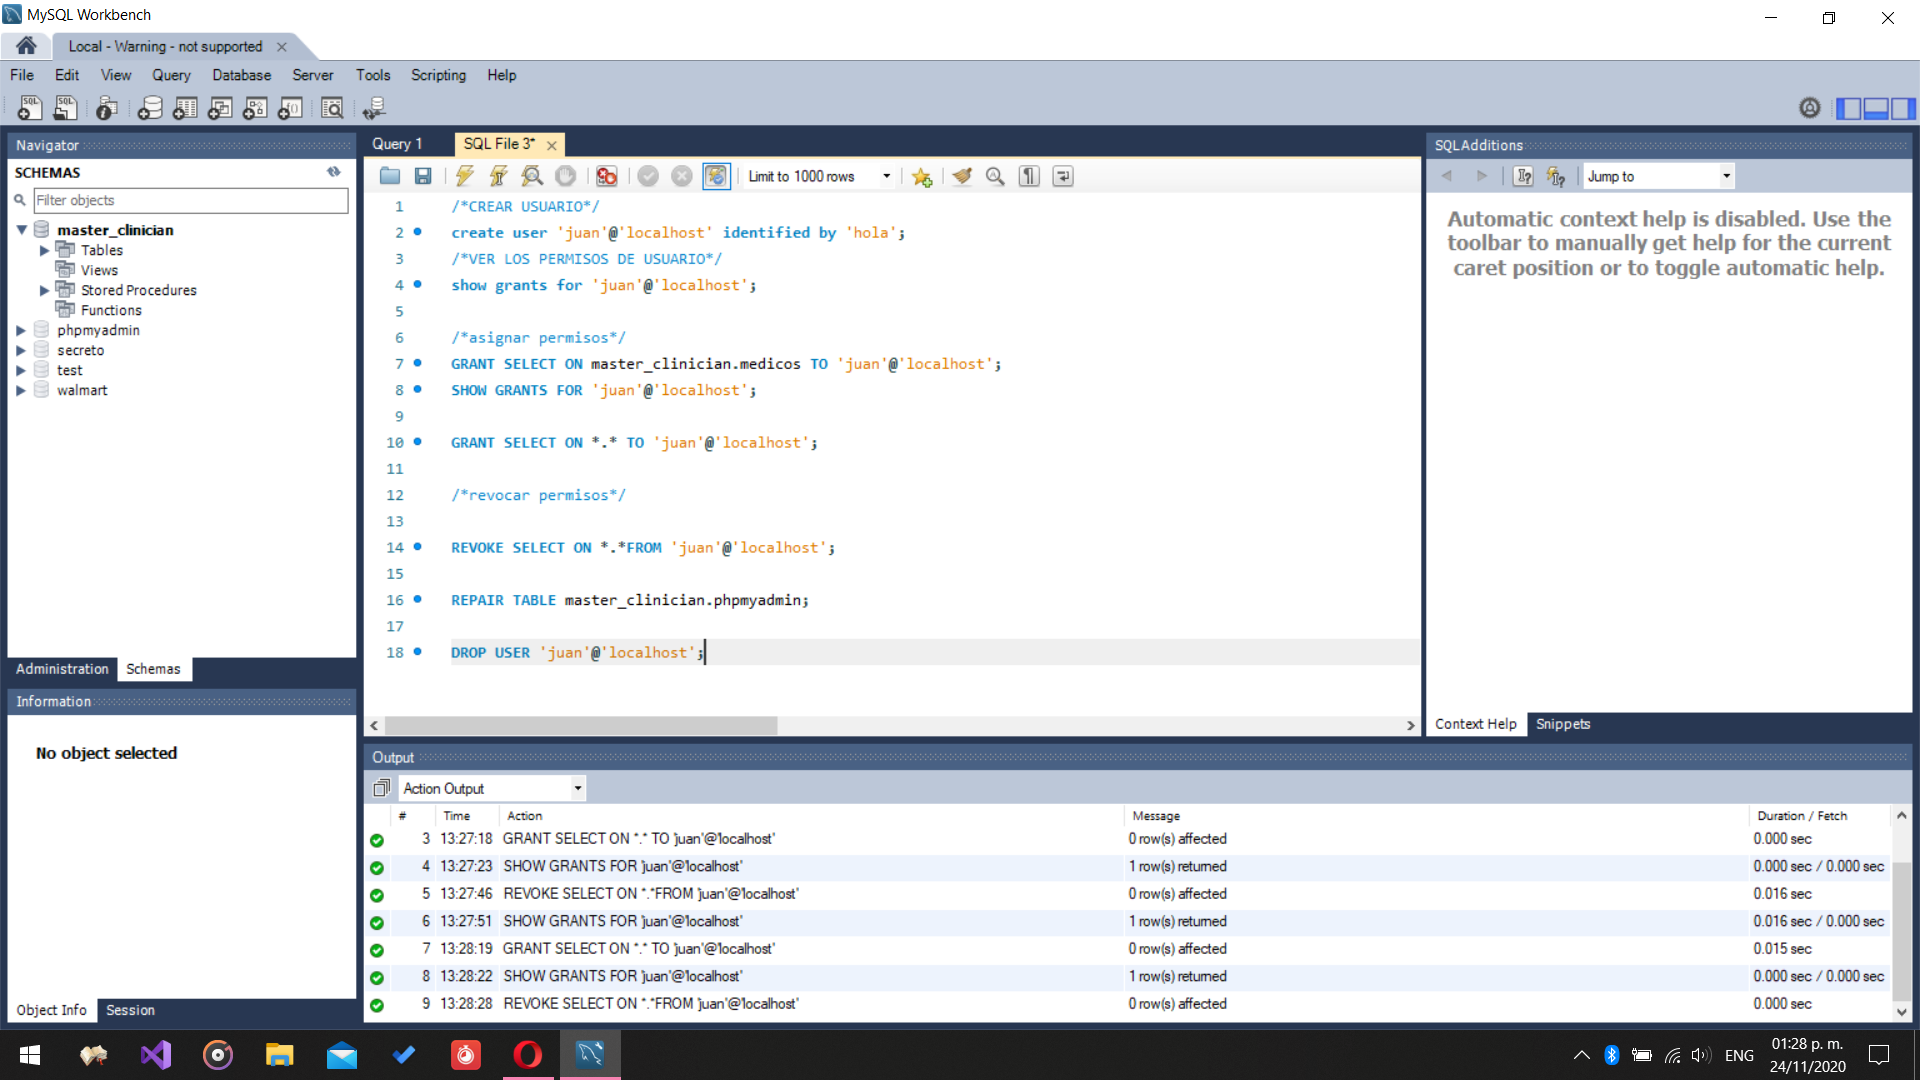 MySQL Workbench
Local - Warning - not supported
File Edit View Query Database Server Tools Scripting Help
Navigator
SCHEMAS
Filter objects
master_clinician
Tables
Views
Stored Procedures
Functions
phpmyadmin
secreto
test
walmart
Administration Schemas
Information
No object selected
Object Info Session
Query 1 SQL File 3*
Limit to 1000 rows
1 /*CREAR USUARIO*/
2 create user 'juan'@'localhost' identified by 'hola';
3 /*VER LOS PERMISOS DE USUARIO*/
4 show grants for 'juan'@'localhost';
5
6 /*asignar permisos*/
7 GRANT SELECT ON master_clinician.medicos TO 'juan'@'localhost';
8 SHOW GRANTS FOR 'juan'@'localhost';
9
10 GRANT SELECT ON *.* TO 'juan'@'localhost';
11
12 /*revocar permisos*/
13
14 REVOKE SELECT ON *.*FROM 'juan'@'localhost';
15
16 REPAIR TABLE master_clinician.phpmyadmin;
17
18 DROP USER 'juan'@'localhost';
SQLAdditions
Jump to
Automatic context help is disabled. Use the
toolbar to manually get help for the current
caret position or to toggle automatic help.
Context Help Snippets
Output
Action Output
# Time Action Message Duration / Fetch
3 13:27:18 GRANT SELECT ON *.* TO 'juan'@'localhost' 0 row(s) affected 0.000 sec
4 13:27:23 SHOW GRANTS FOR 'juan'@'localhost' 1 row(s) returned 0.000 sec / 0.000 sec
5 13:27:46 REVOKE SELECT ON *.*FROM 'juan'@'localhost' 0 row(s) affected 0.016 sec
6 13:27:51 SHOW GRANTS FOR 'juan'@'localhost' 1 row(s) returned 0.016 sec / 0.000 sec
7 13:28:19 GRANT SELECT ON *.* TO 'juan'@'localhost' 0 row(s) affected 0.015 sec
8 13:28:22 SHOW GRANTS FOR 'juan'@'localhost' 1 row(s) returned 0.000 sec / 0.000 sec
9 13:28:28 REVOKE SELECT ON *.*FROM 'juan'@'localhost' 0 row(s) affected 0.000 sec
ENG
01:28 p. m.
24/11/2020